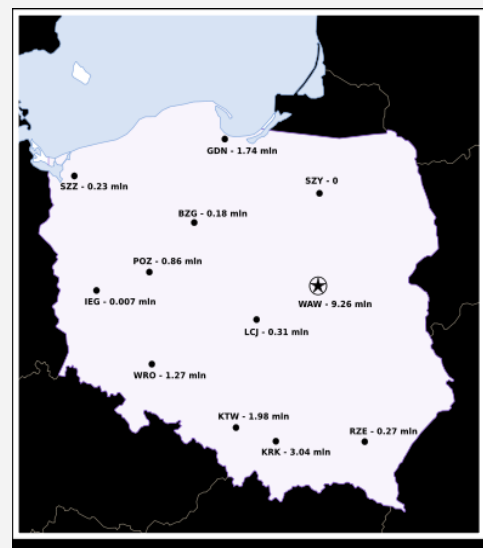 GDN - 1.74 mln
SZY - 0
SZZ - 0.23 mln
BZG - 0.18 mln
POZ - 0.86 mln
IEG - 0.007 mln
WAW - 9.26 mln
LCJ - 0.31 mln
WRO - 1.27 mln
KTW - 1.98 mln
RZE - 0.27 mln
KRK - 3.04 mln